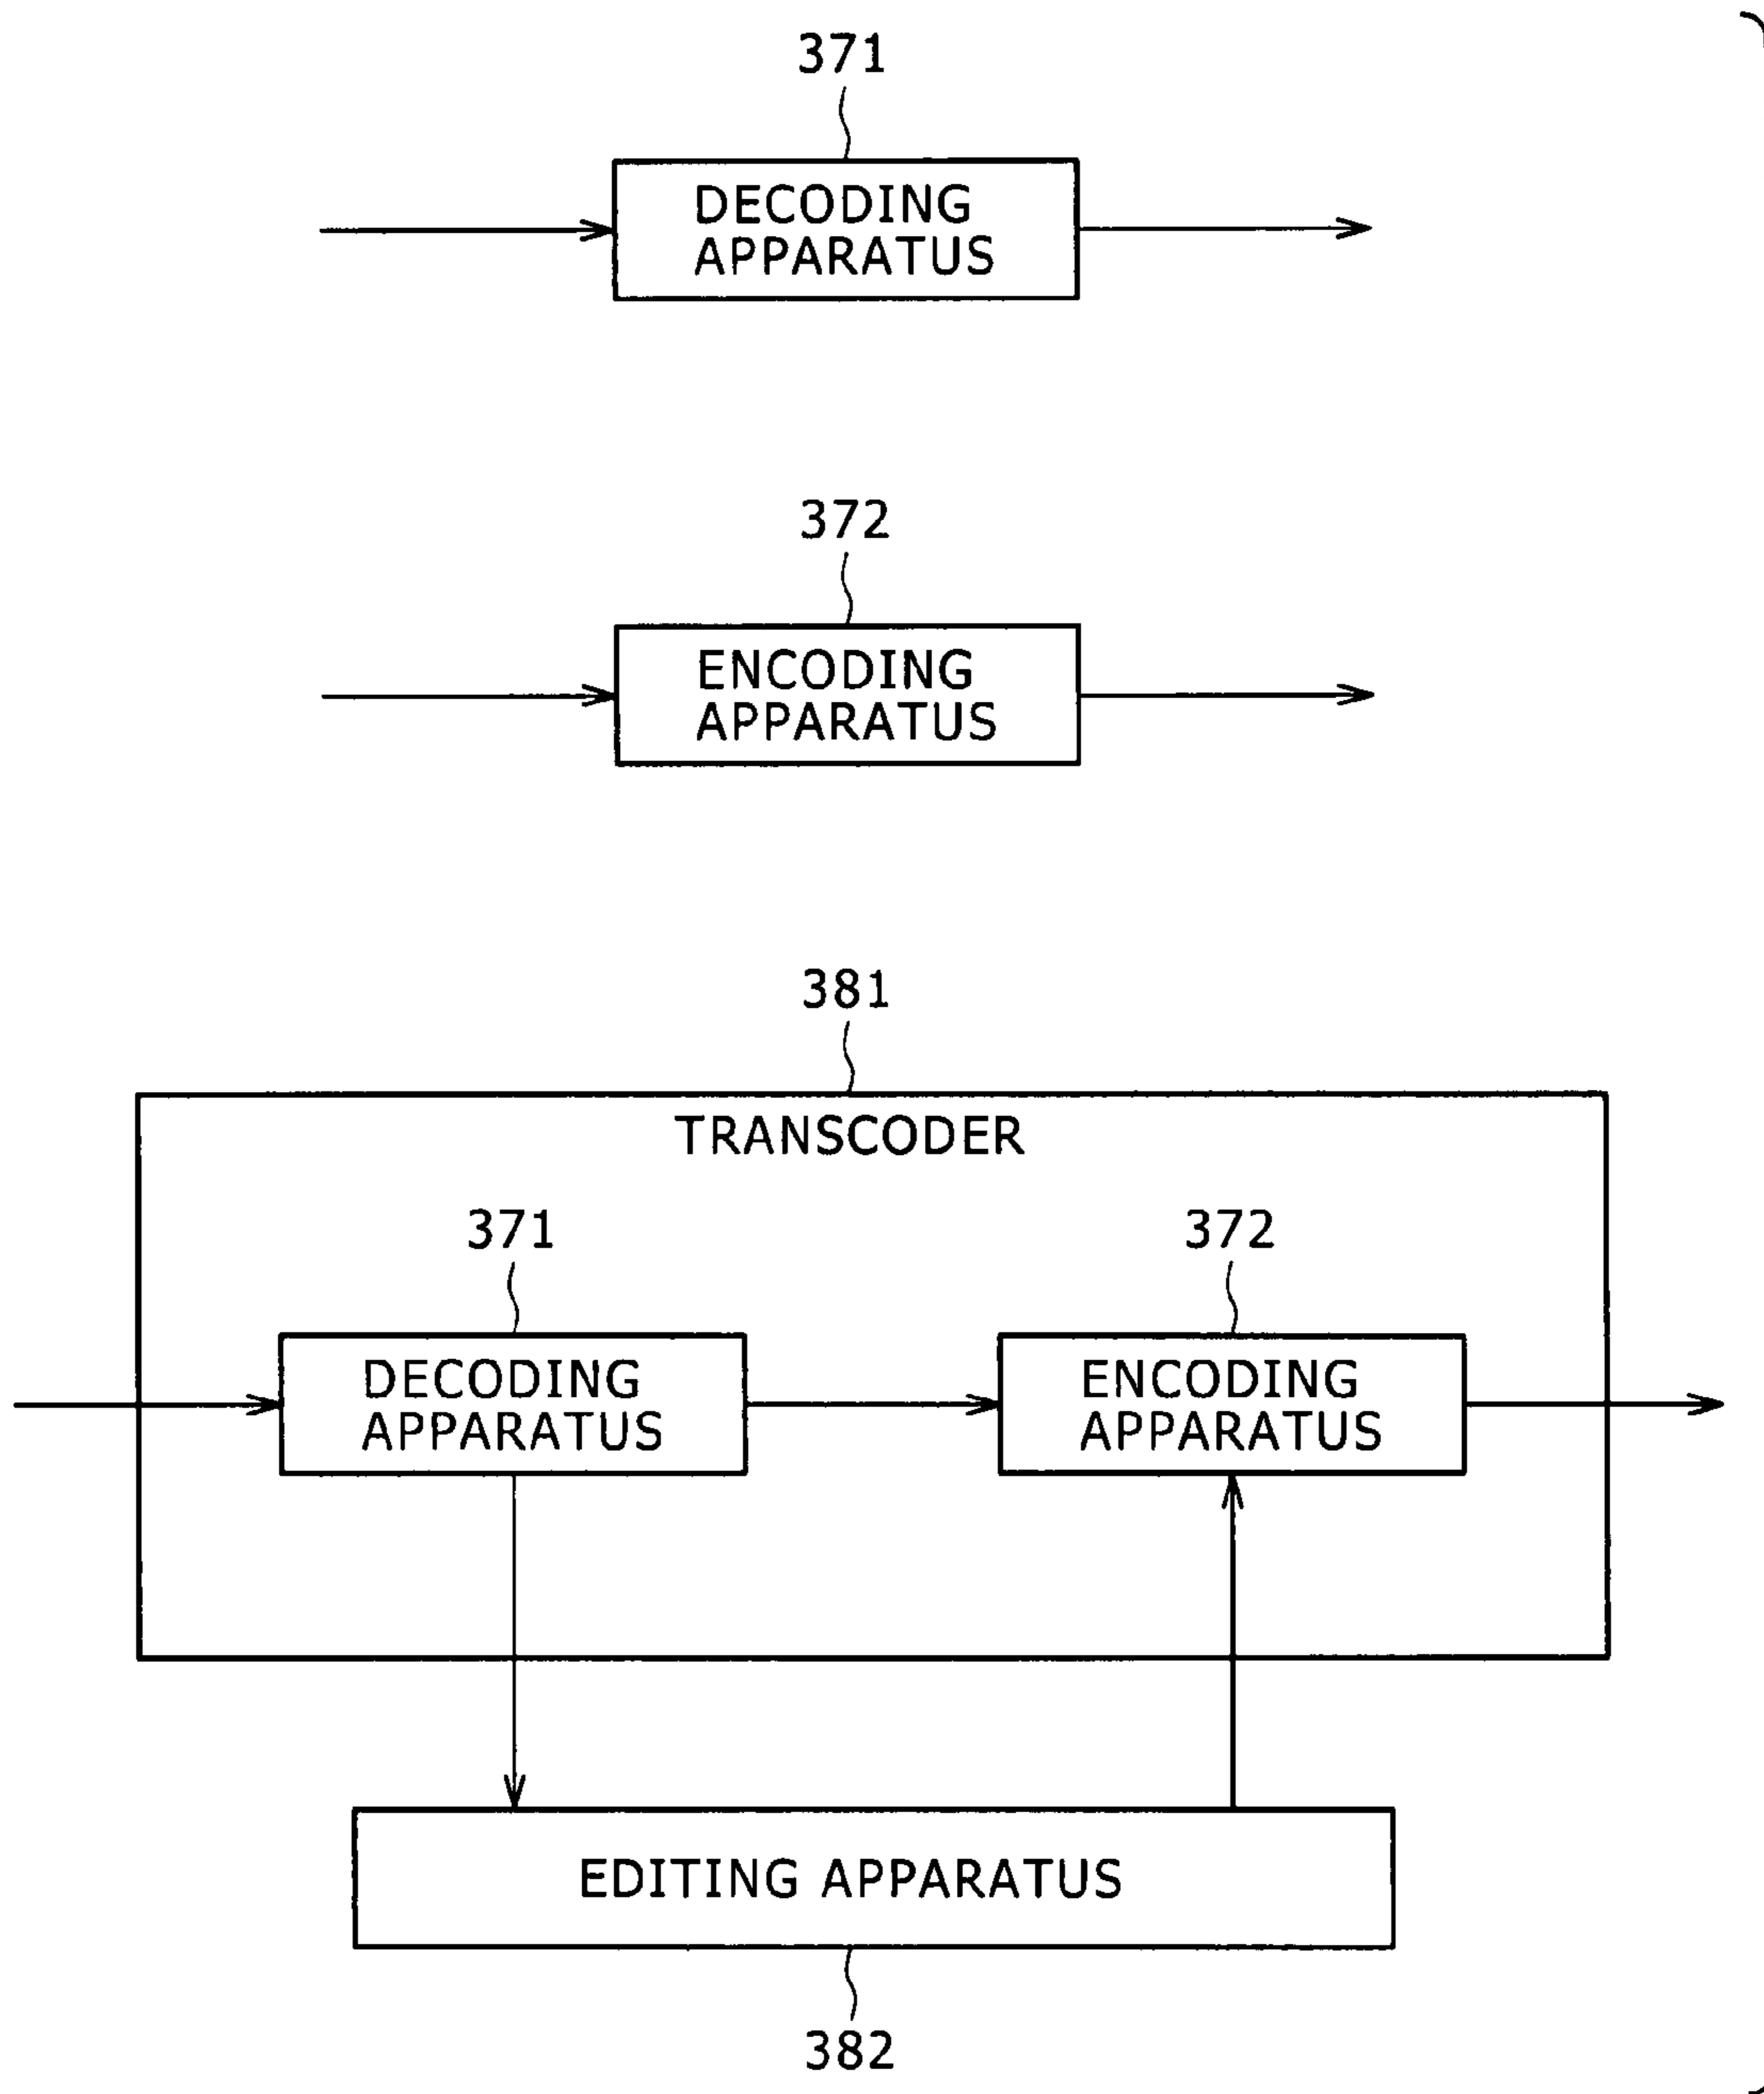 371
DECODING
APPARATUS
372
ENCODING
APPARATUS
381
TRANSCODER
371
372
DECODING
APPARATUS
ENCODING
APPARATUS
EDITING APPARATUS
382